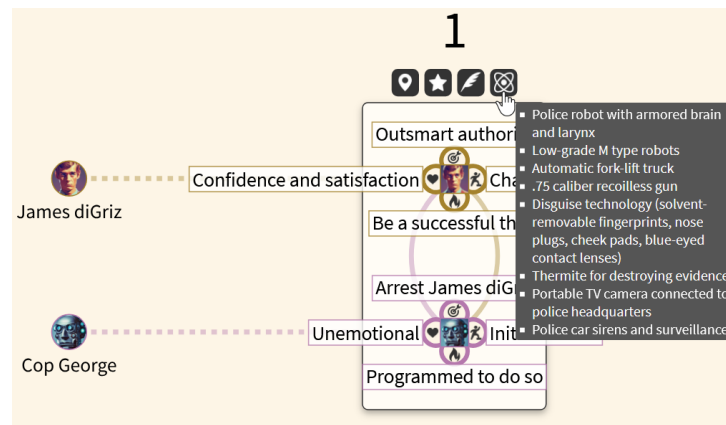 1
Police robot with armored brain
and larynx
Low-grade M type robots
Automatic fork-lift truck
.75 caliber recoilless gun
Disguise technology (solvent-
removable fingerprints, nose
plugs, cheek pads, blue-eyed
contact lenses)
Thermite for destroying evidence
Portable TV camera connected to
police headquarters
Police car sirens and surveillance
Outsmart authori
James diGriz
Confidence and satisfaction
Cha
Be a successful th
Arrest James diG
Cop George
Unemotional
Init
Programmed to do so